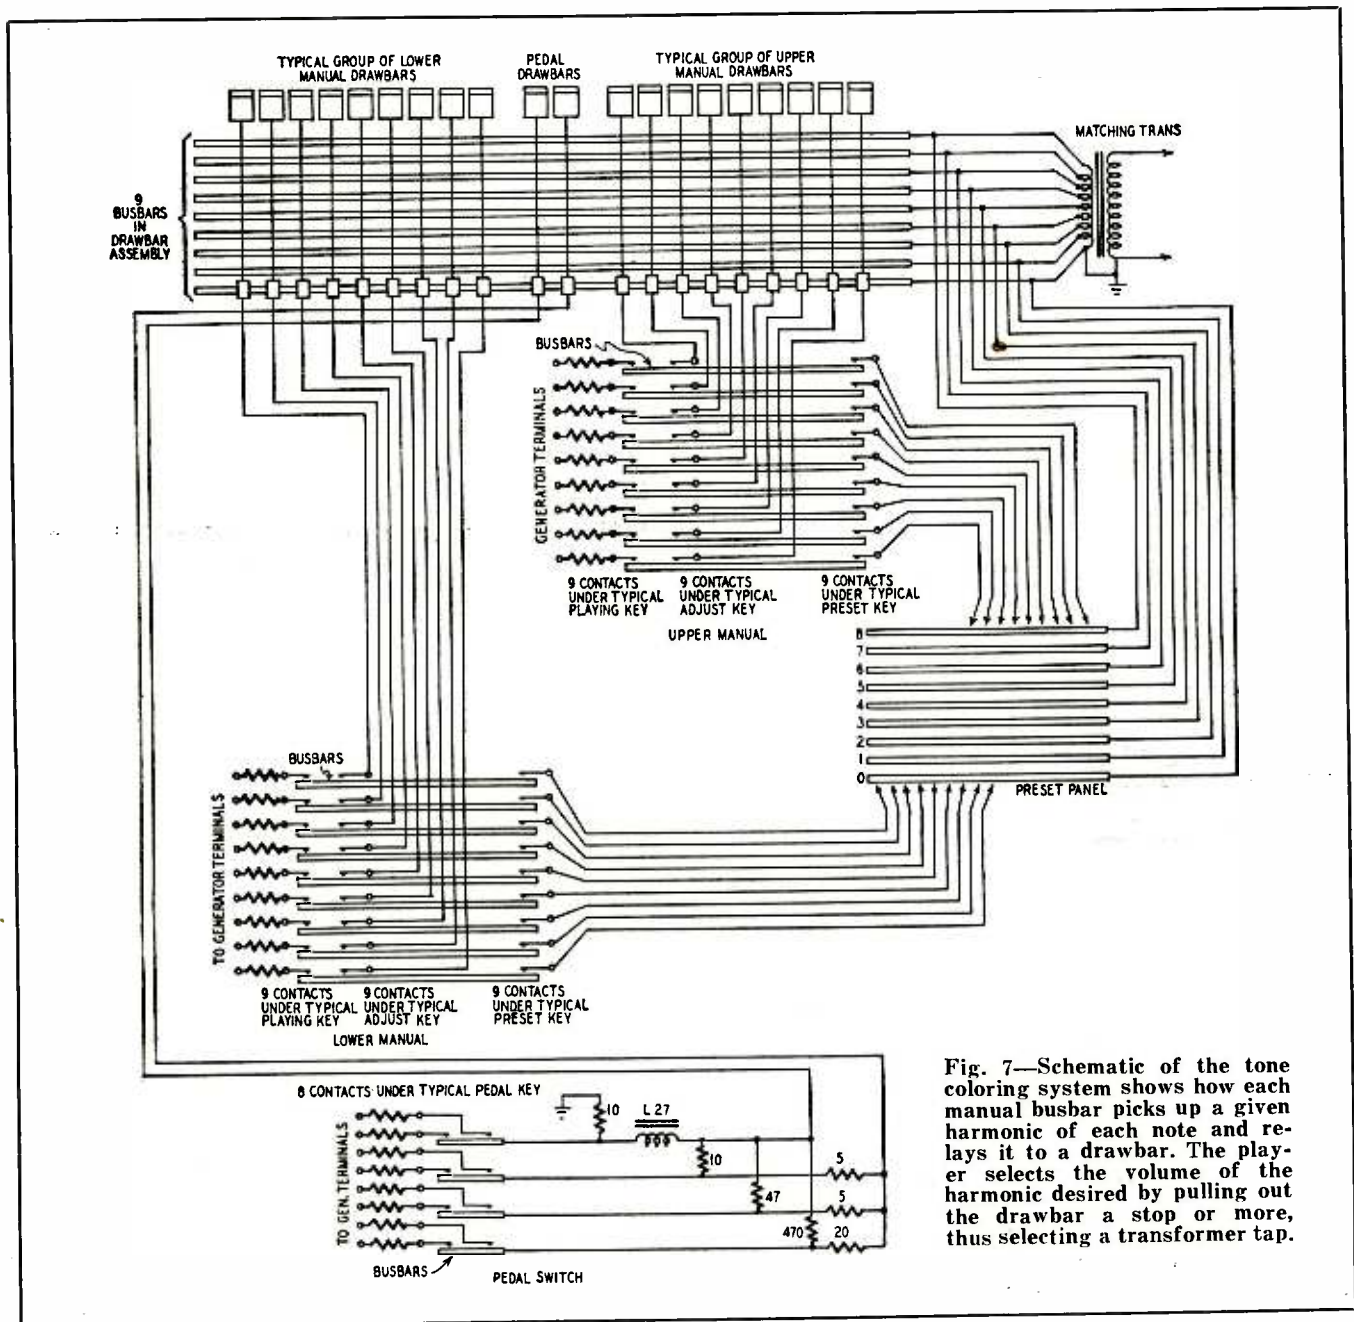 TYPICAL GROUP OF LOWER
MANUAL DRAWBARS
PEDAL
DRAWBARS
TYPICAL GROUP OF UPPER
MANUAL DRAWBARS
MATCHING TRANS
9
BUSBARS
IN
DRAWBAR
ASSEMBLY
BUSBARS
GENERATOR TERMINALS
9 CONTACTS
UNDER TYPICAL
PLAYING KEY
9 CONTACTS
UNDER TYPICAL
ADJUST KEY
9 CONTACTS
UNDER TYPICAL
PRESET KEY
UPPER MANUAL
8
7
6
5
4
3
2
1
0
PRESET PANEL
BUSBARS
TO GENERATOR TERMINALS
9 CONTACTS
UNDER TYPICAL
PLAYING KEY
9 CONTACTS
UNDER TYPICAL
ADJUST KEY
9 CONTACTS
UNDER TYPICAL
PRESET KEY
LOWER MANUAL
8 CONTACTS UNDER TYPICAL PEDAL KEY
10
L 27
10
5
47
5
470
20
TO GEN. TERMINALS
BUSBARS
PEDAL SWITCH
Fig. 7—Schematic of the tone
coloring system shows how each
manual busbar picks up a given
harmonic of each note and re-
lays it to a drawbar. The play-
er selects the volume of the
harmonic desired by pulling out
the drawbar a stop or more,
thus selecting a transformer tap.